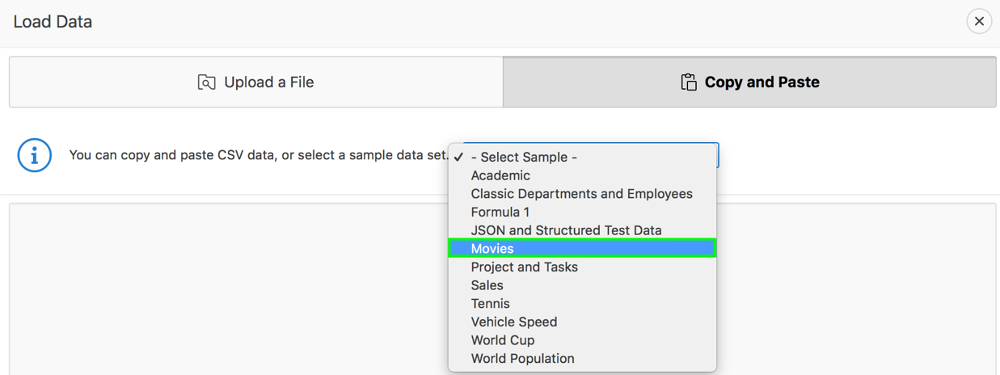 Load Data
Upload a File
Copy and Paste
You can copy and paste CSV data, or select a sample data set.
✓ - Select Sample -
Academic
Classic Departments and Employees
Formula 1
JSON and Structured Test Data
Movies
Project and Tasks
Sales
Tennis
Vehicle Speed
World Cup
World Population